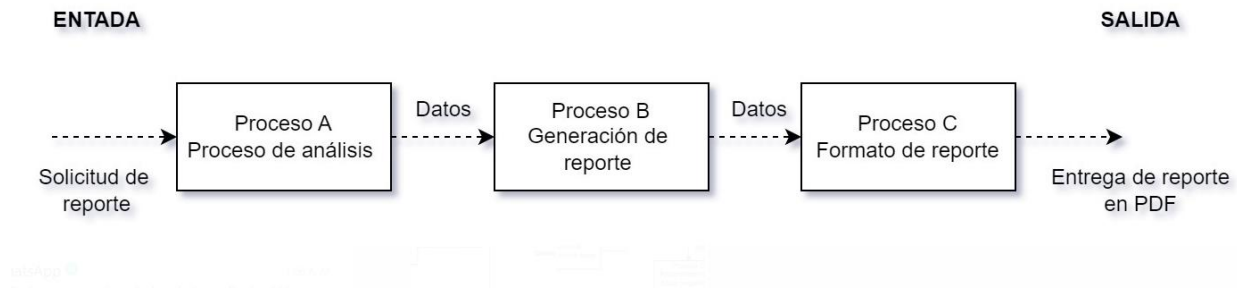 ENTADA
SALIDA
Solicitud de
reporte
Proceso A
Proceso de análisis
Datos
Proceso B
Generación de
reporte
Datos
Proceso C
Formato de reporte
Entrega de reporte
en PDF